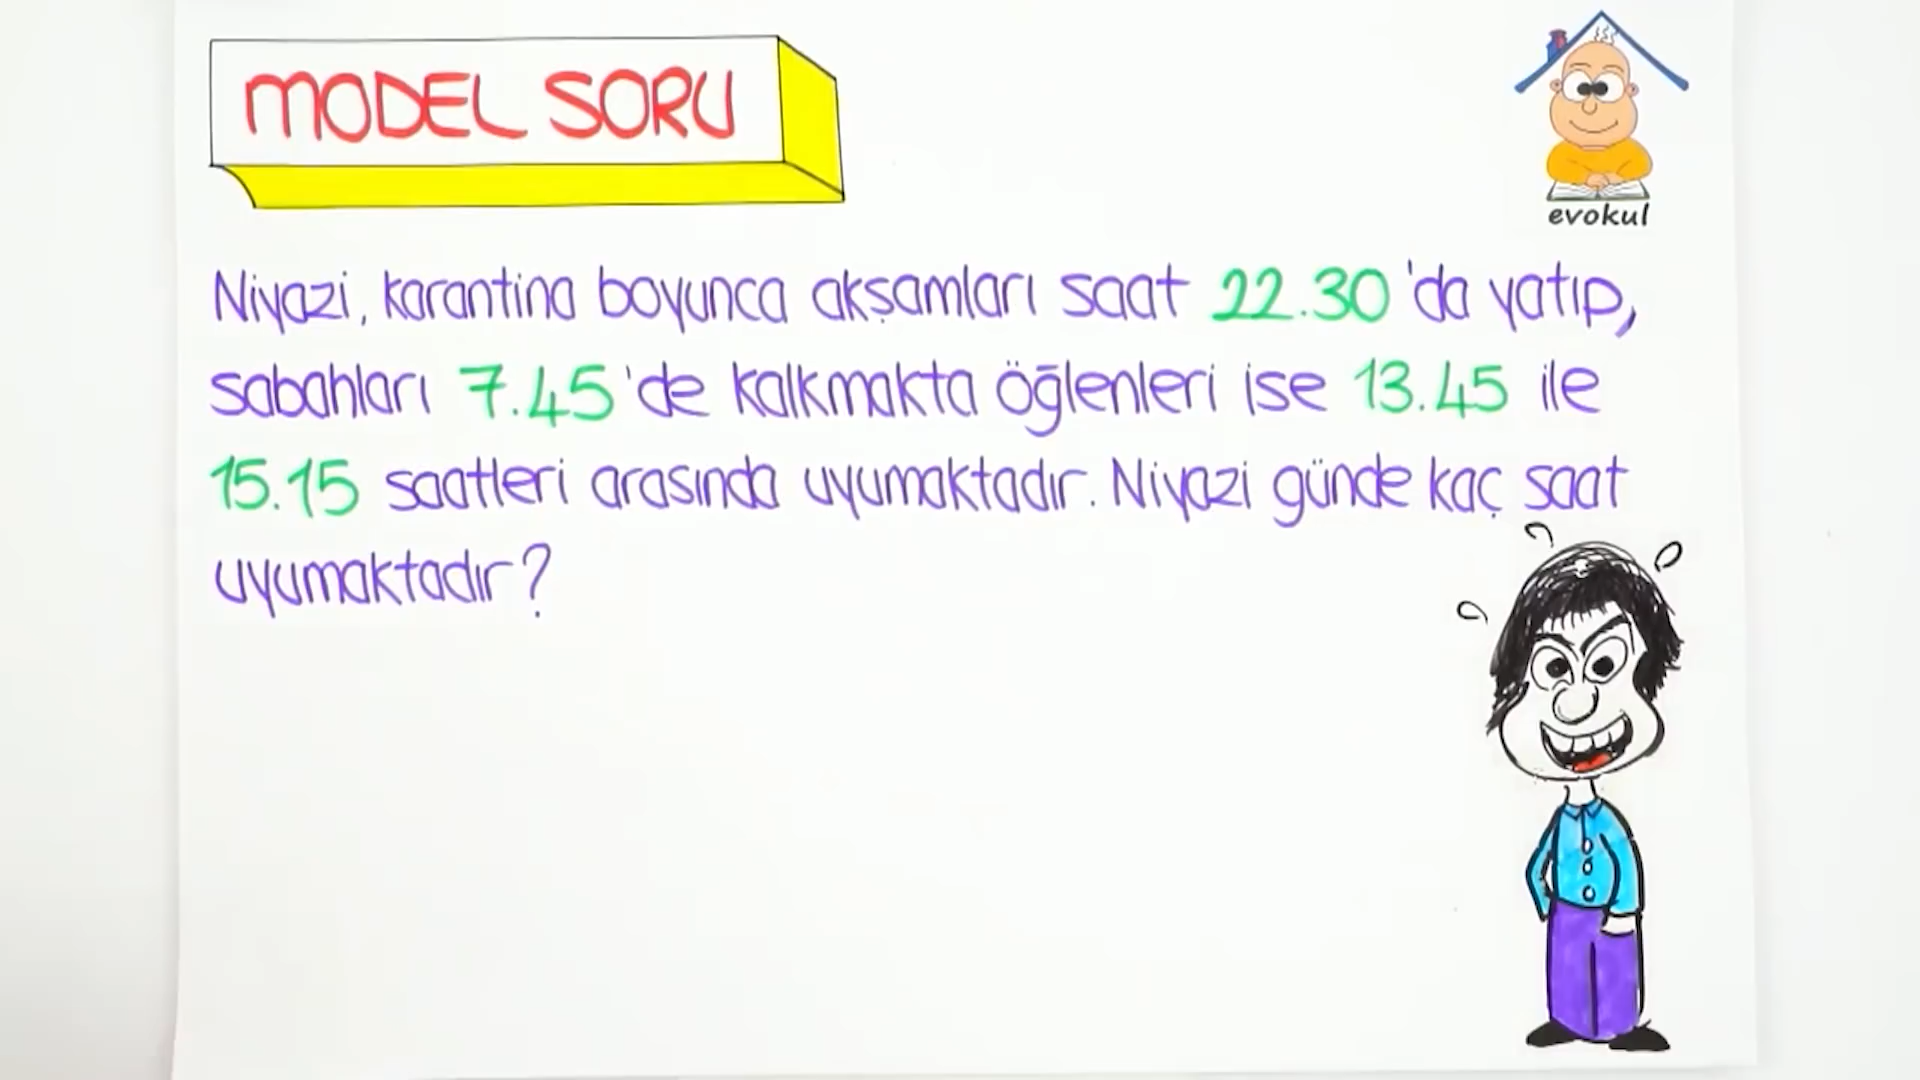 MODEL SORU
evokul
Niyazi, karantina boyunca akşamları saat 22.30'da yatıp,
sabahları 7.45'de kalkmakta öğlenleri ise 13.45 ile
15.15 saatleri arasında uyumaktadır. Niyazi günde kaç saat
uyumaktadır?